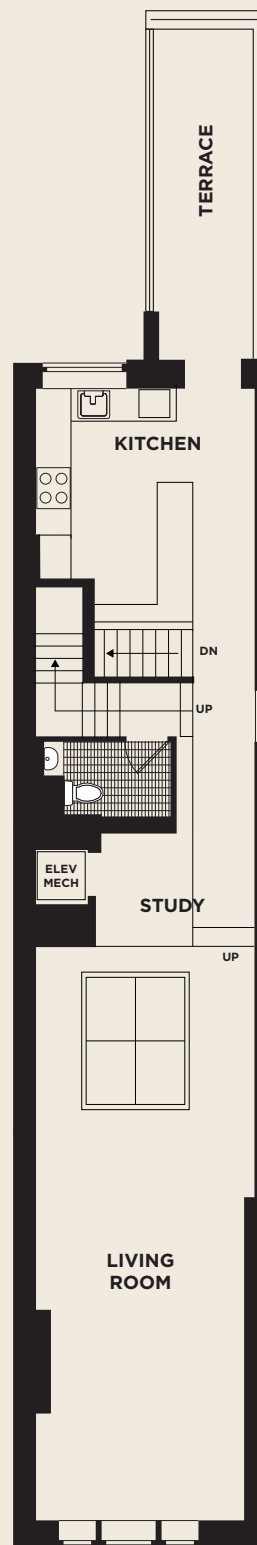 TERRACE
KITCHEN
DN
UP
ELEV
MECH
STUDY
UP
LIVING
ROOM